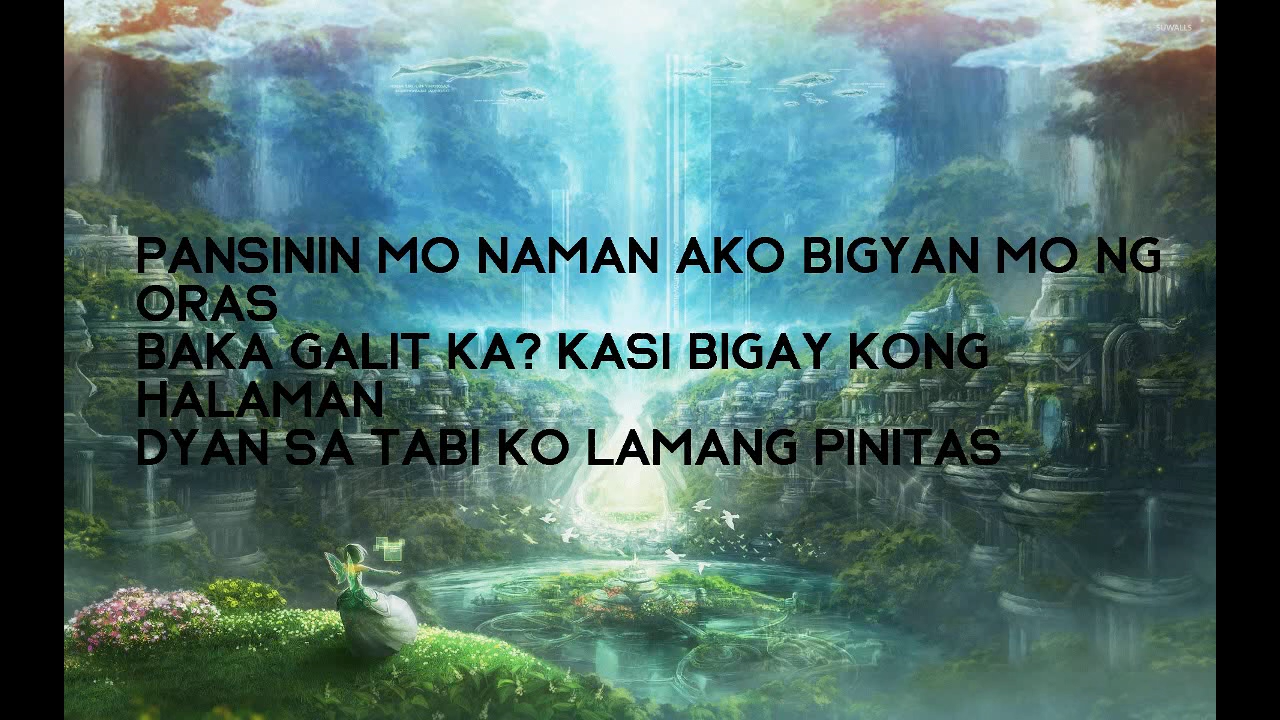 SUWALLS
PANSININ MO NAMAN AKO BIGYAN MO NG
ORAS
BAKA GALIT KA? KASI BIGAY KONG
HALAMAN
DYAN SA TABI KO LAMANG PINITAS